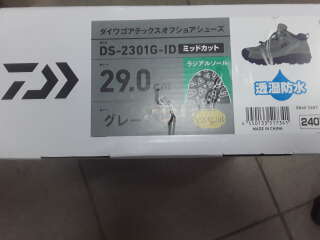 ダイワゴアテックスオフショアシューズ
DS-2301G-ID ミッドカット
29.0cm
ラジアルソール
グレー
透湿防水
MADE IN CHINA
240